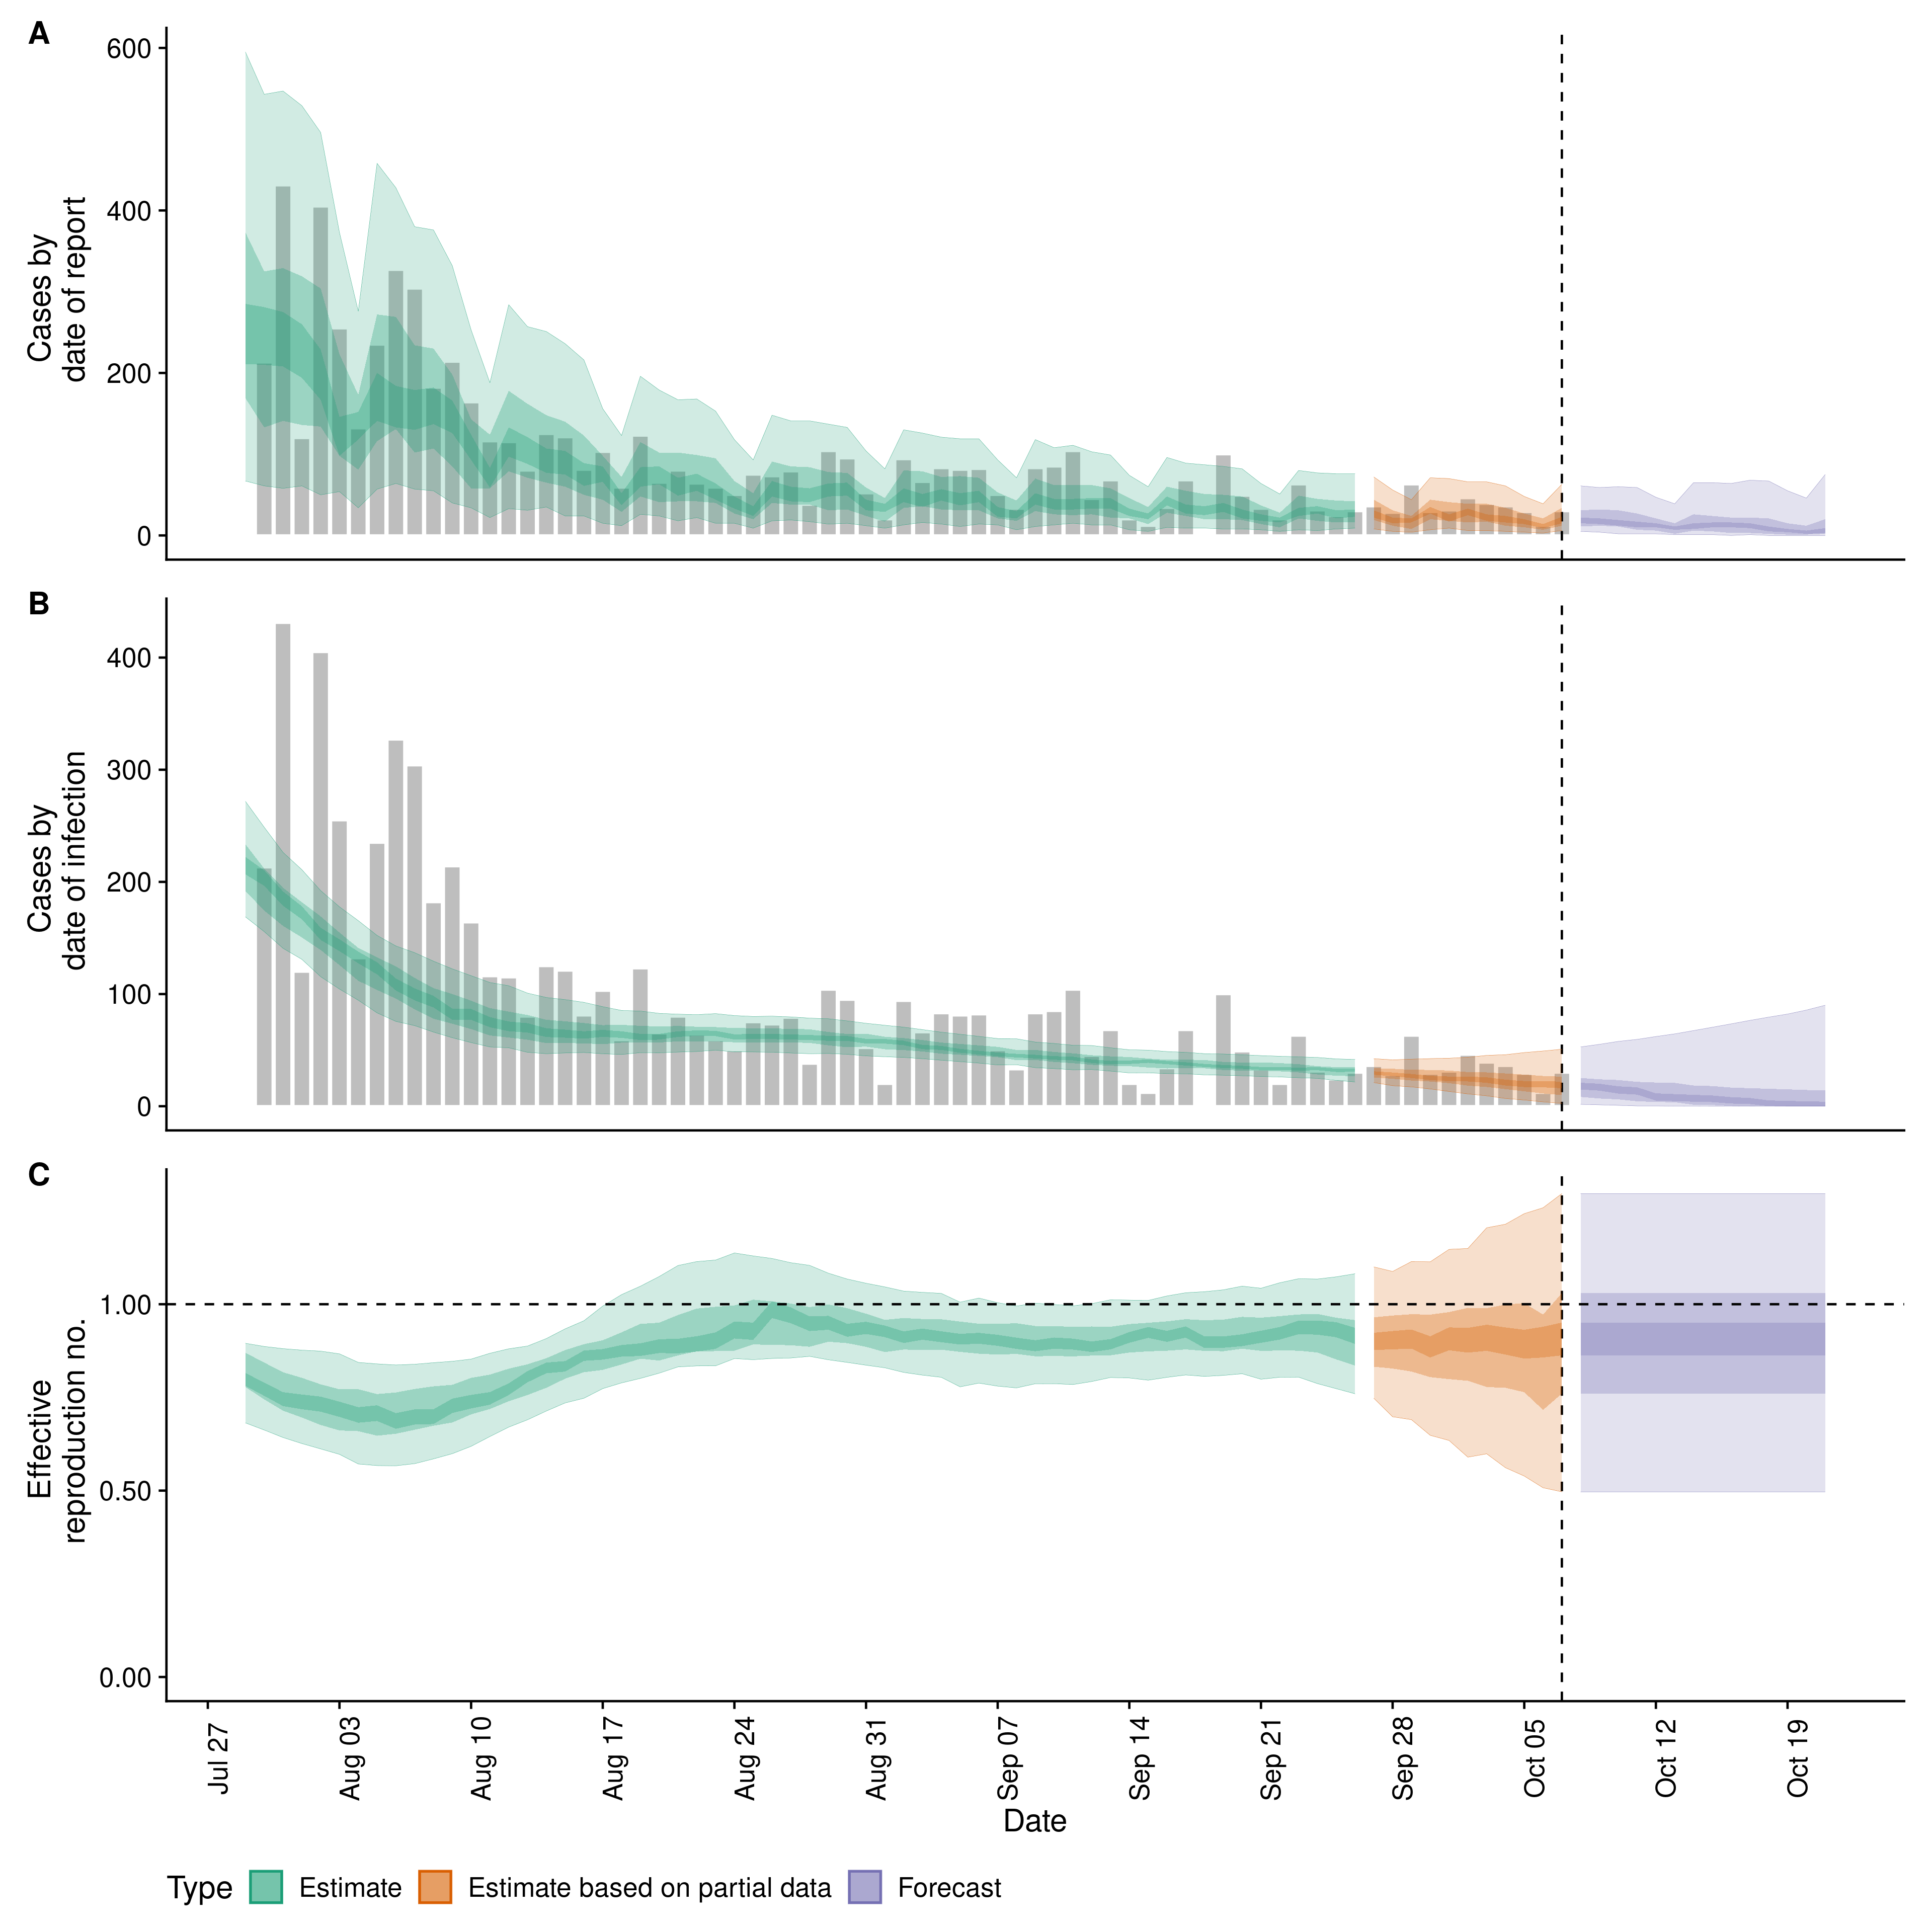 A
600
400
200
0
Cases by
date of report
B
400
300
200
100
0
Cases by
date of infection
C
1.00
0.50
0.00
Effective
reproduction no.
Jul 27
Aug 03
Aug 10
Aug 17
Aug 24
Aug 31
Sep 07
Sep 14
Sep 21
Sep 28
Oct 05
Oct 12
Oct 19
Date
Type Estimate Estimate based on partial data Forecast